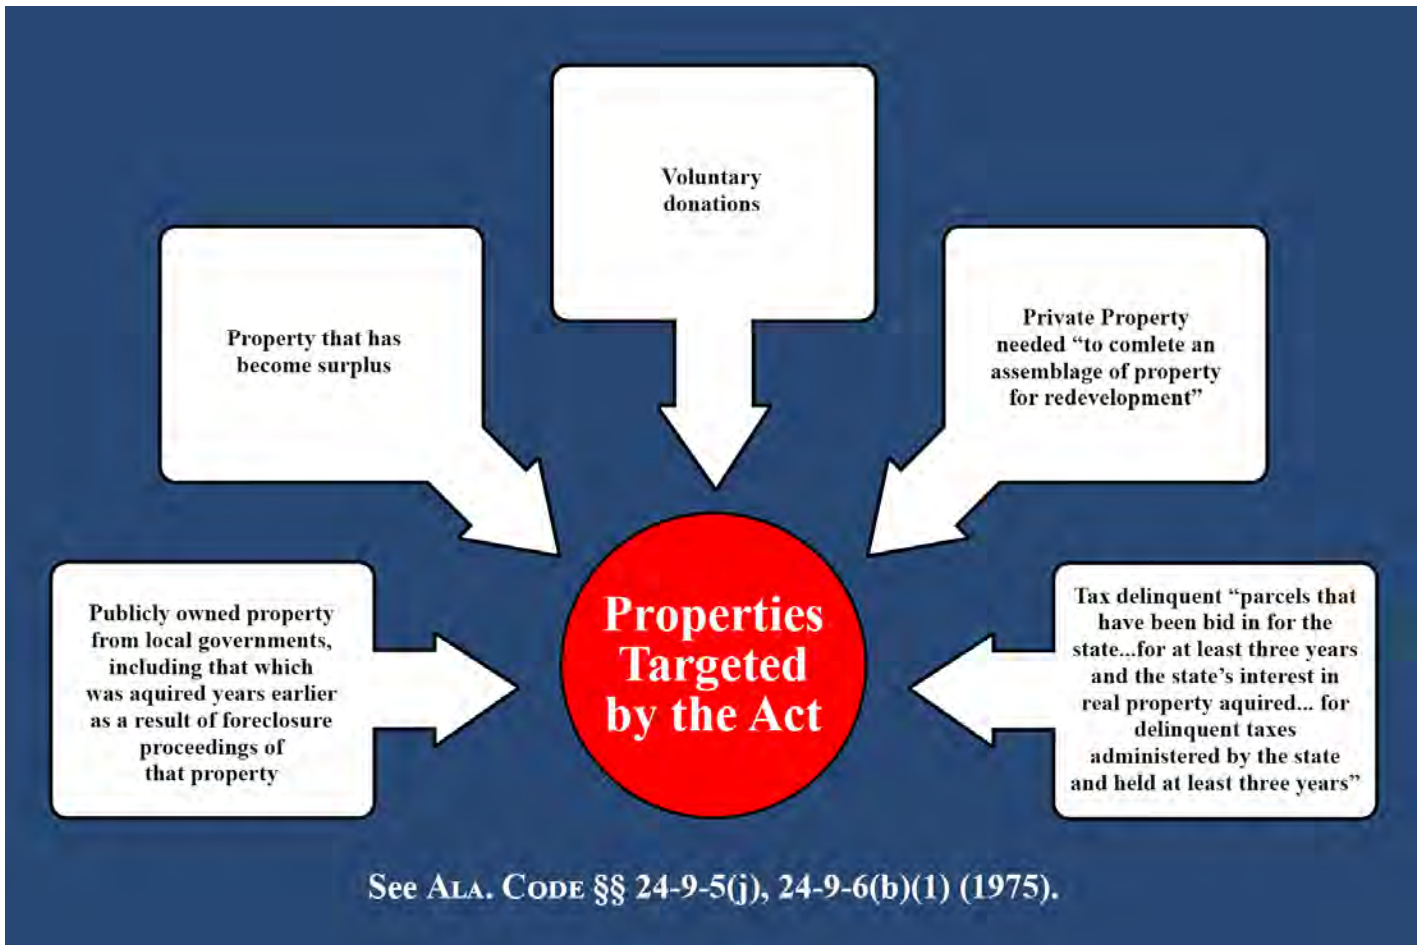 Voluntary
donations
Property that has
become surplus
Private Property
needed “to comlete an
assemblage of property
for redevelopment”
Publicly owned property
from local governments,
including that which
was aquired years earlier
as a result of foreclosure
proceedings of
that property
Properties
Targeted
by the Act
Tax delinquent “parcels that
have been bid in for the
state...for at least three years
and the state’s interest in
real property aquired... for
delinquent taxes
administered by the state
and held at least three years”
See ALA. CODE §§ 24-9-5(j), 24-9-6(b)(1) (1975).